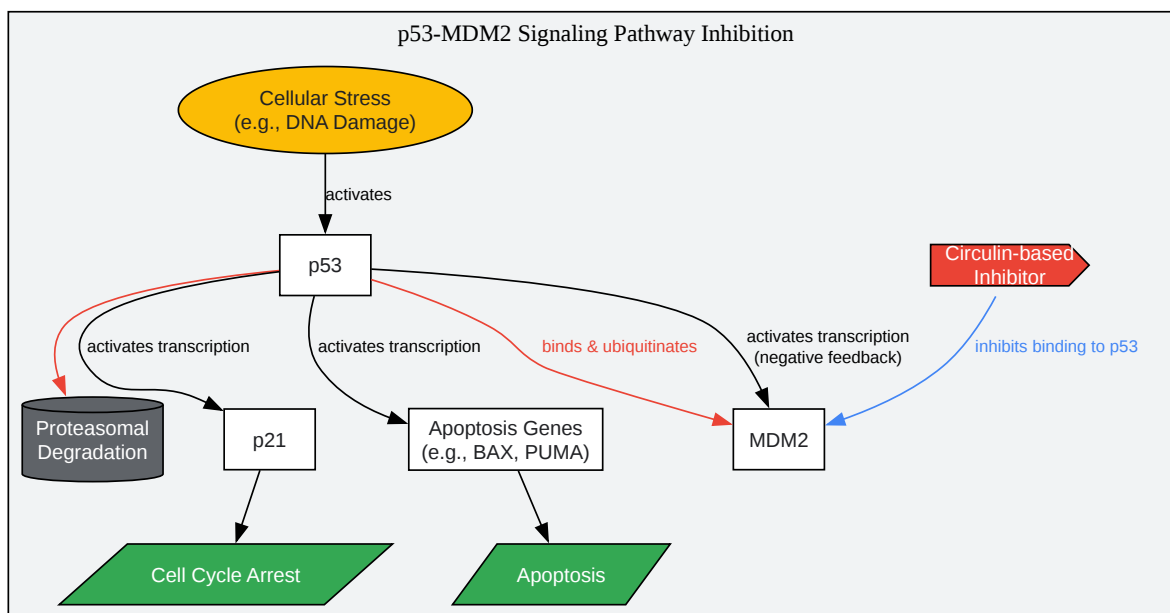 p53-MDM2 Signaling Pathway Inhibition
Cellular Stress
(e.g., DNA Damage)
activates
p53
Circulin-based
Inhibitor
activates transcription
activates transcription
binds & ubiquitinates
activates transcription
(negative feedback)
inhibits binding to p53
Proteasomal
Degradation
p21
Apoptosis Genes
(e.g., BAX, PUMA)
MDM2
Cell Cycle Arrest
Apoptosis